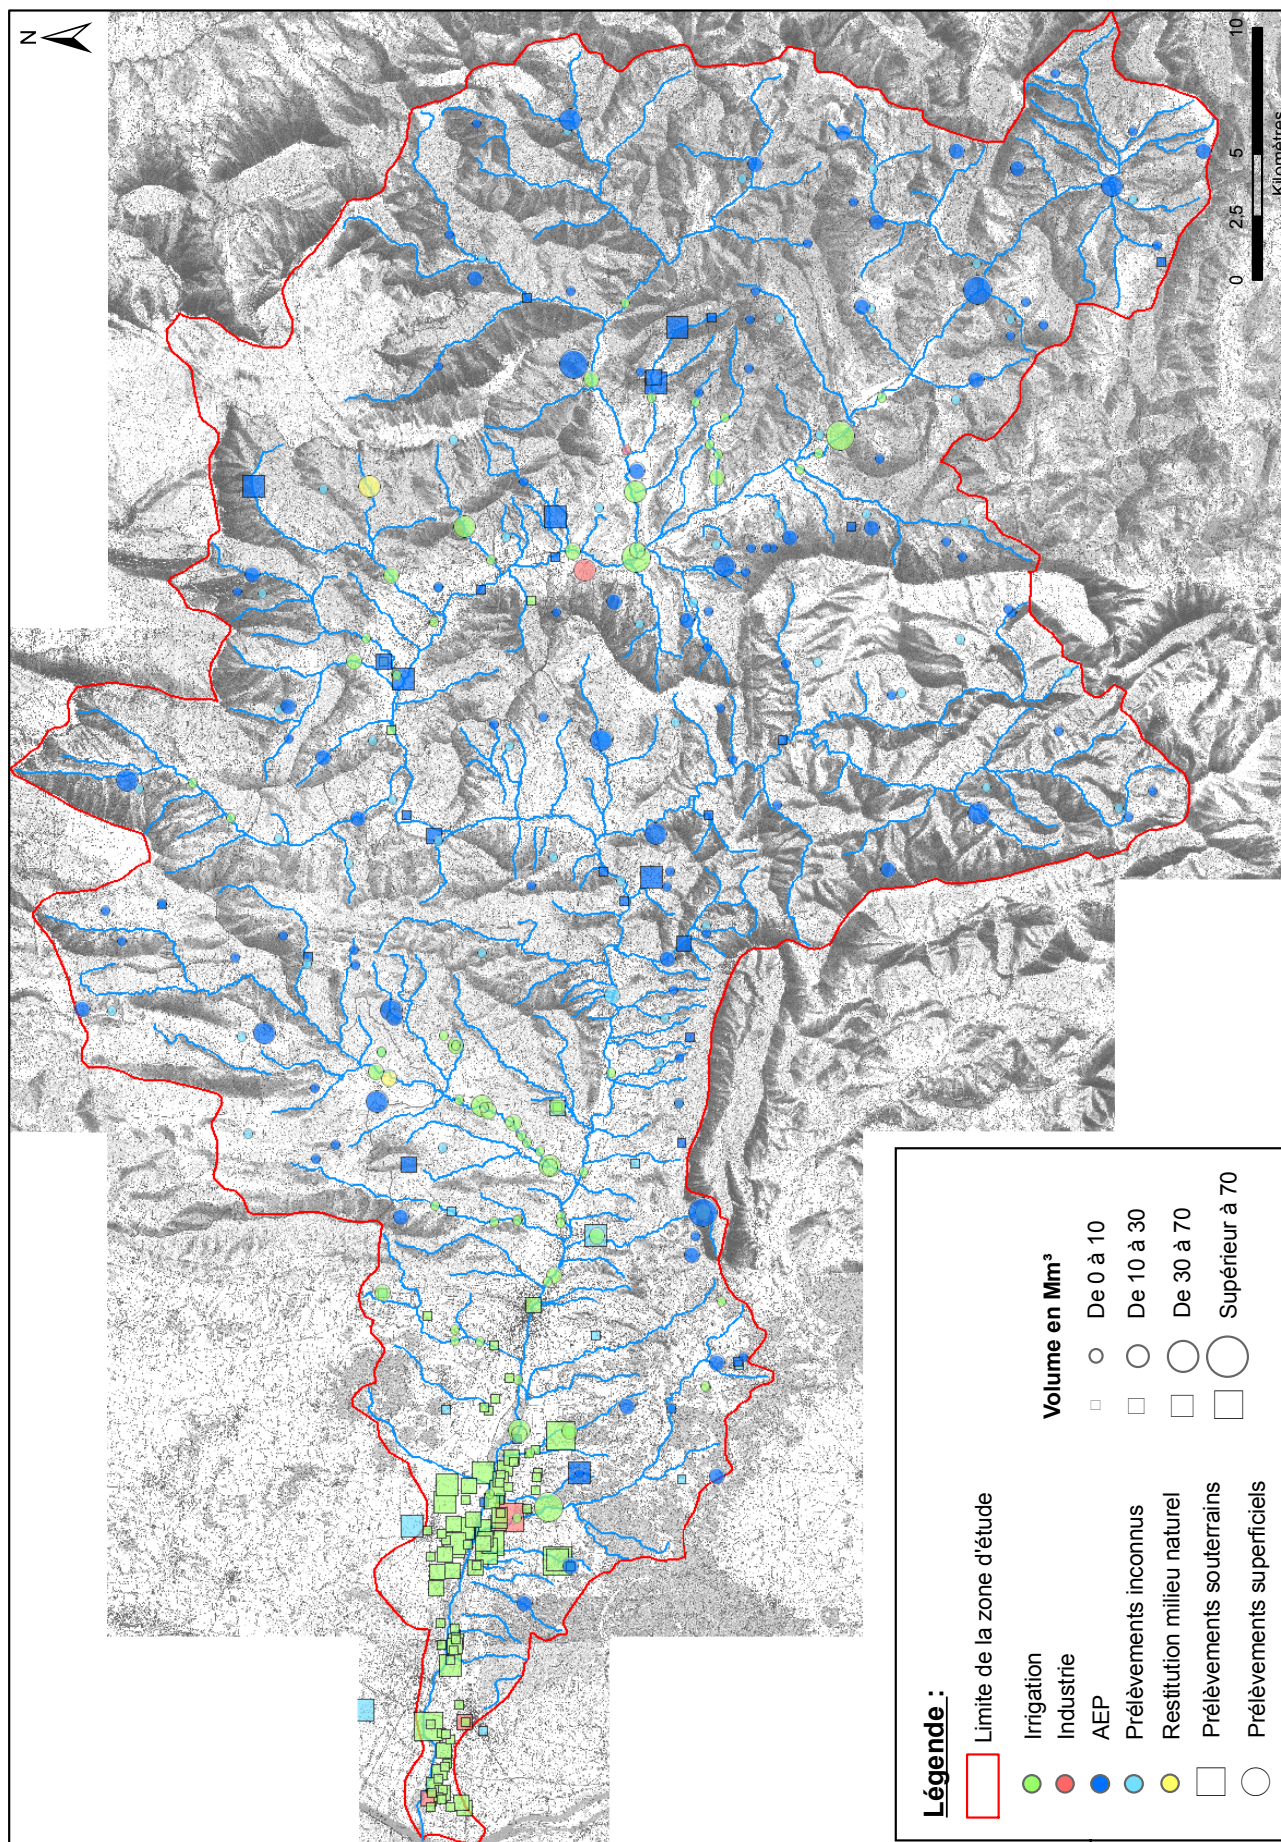 N
0
2,5
5
10
Kilomètres
Légende :
Limite de la zone d'étude
Irrigation
Industrie
AEP
Prélèvements inconnus
Restitution milieu naturel
Prélèvements souterrains
Prélèvements superficiels
Volume en Mm³
De 0 à 10
De 10 à 30
De 30 à 70
Supérieur à 70